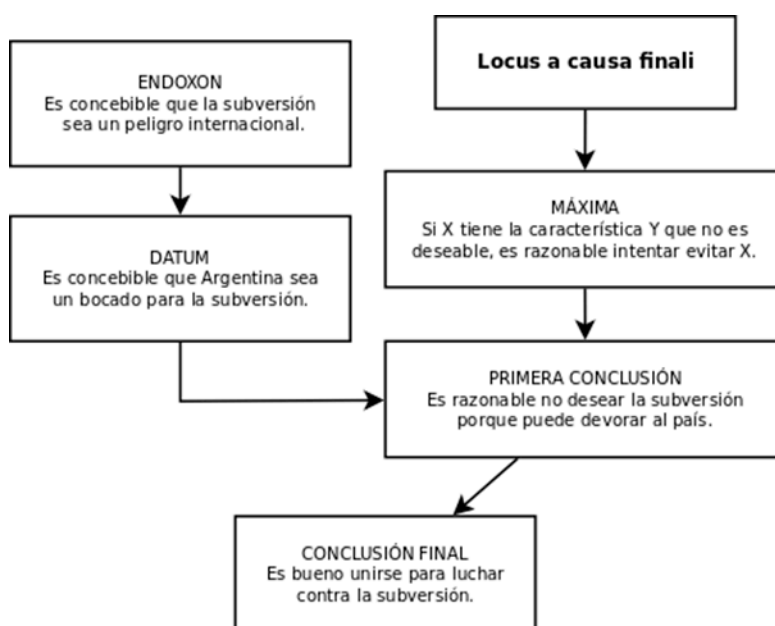 ENDOXON
Es concebible que la subversión
sea un peligro internacional.
Locus a causa finali
DATUM
Es concebible que Argentina sea
un bocado para la subversión.
MÁXIMA
Si X tiene la característica Y que no es
deseable, es razonable intentar evitar X.
PRIMERA CONCLUSIÓN
Es razonable no desear la subversión
porque puede devorar al país.
CONCLUSIÓN FINAL
Es bueno unirse para luchar
contra la subversión.